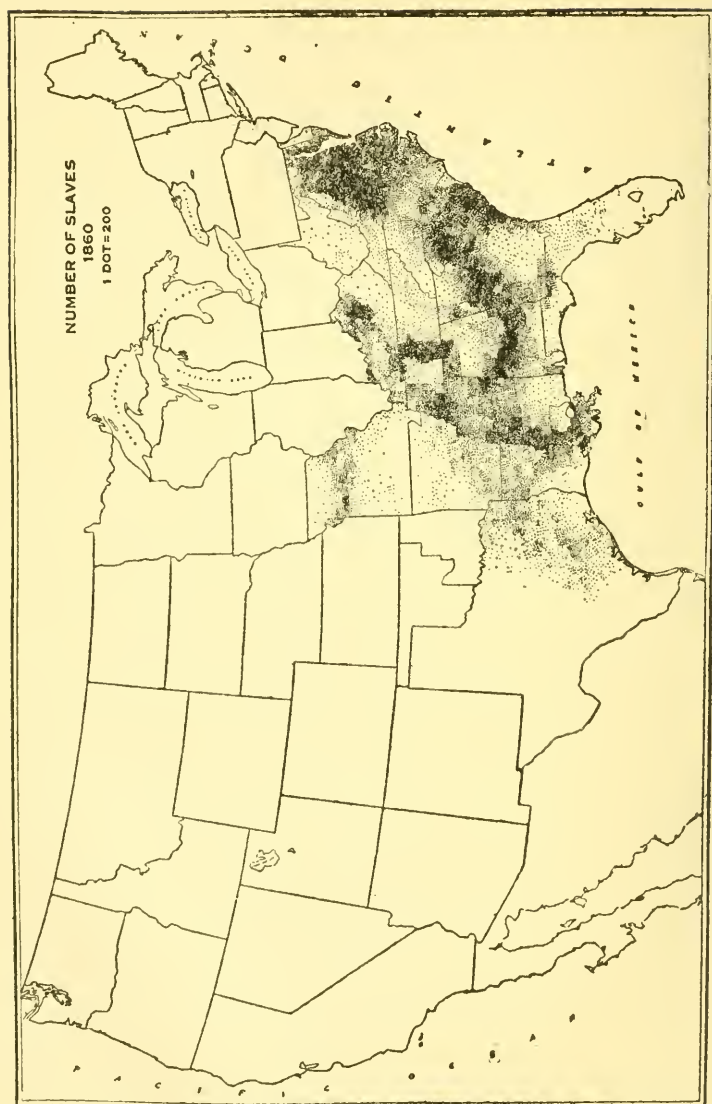 NUMBER OF SLAVES
1860
1 DOT=200
ATLANTIC OCEAN
GULF OF MEXICO
PACIFIC OCEAN